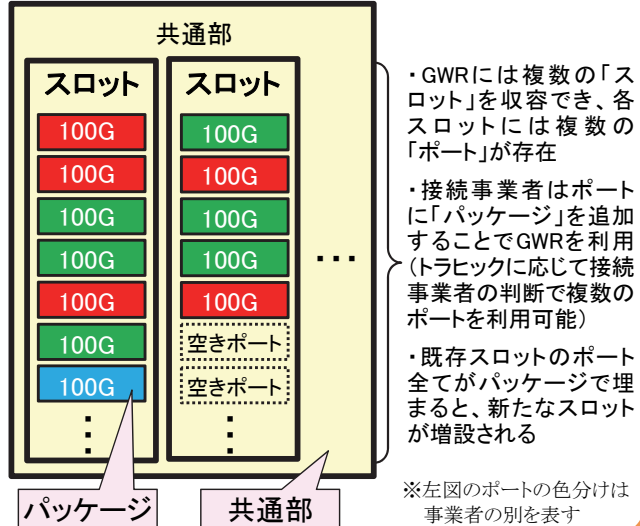 共通部
スロット
100G
100G
100G
100G
100G
100G
100G
スロット
100G
100G
100G
100G
100G
空きポート
空きポート
・・・
パッケージ
共通部
・GWRには複数の「ス
ロット」を収容でき、各
スロットには複数の
「ポート」が存在
・接続事業者はポート
に「パッケージ」を追加
することでGWRを利用
(トラヒックに応じて接続
事業者の判断で複数の
ポートを利用可能)
・既存スロットのポート
全てがパッケージで埋
まると、新たなスロット
が増設される
※左図のポートの色分けは
事業者の別を表す